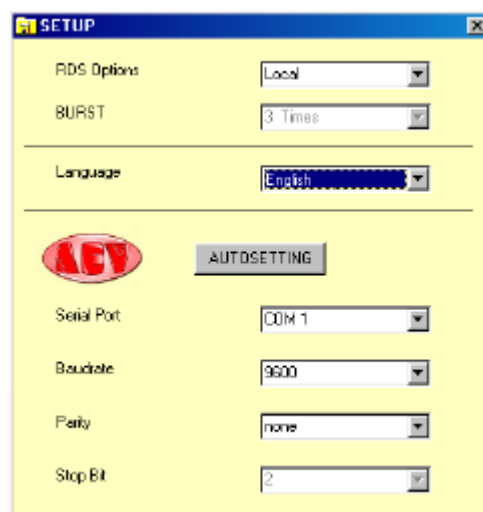 SETUP
RDS Options Local
BURST 3 Times
Language English
AEV AUTOSETTING
Serial Port COM 1
Baudrate 9600
Parity none
Stop Bit 2